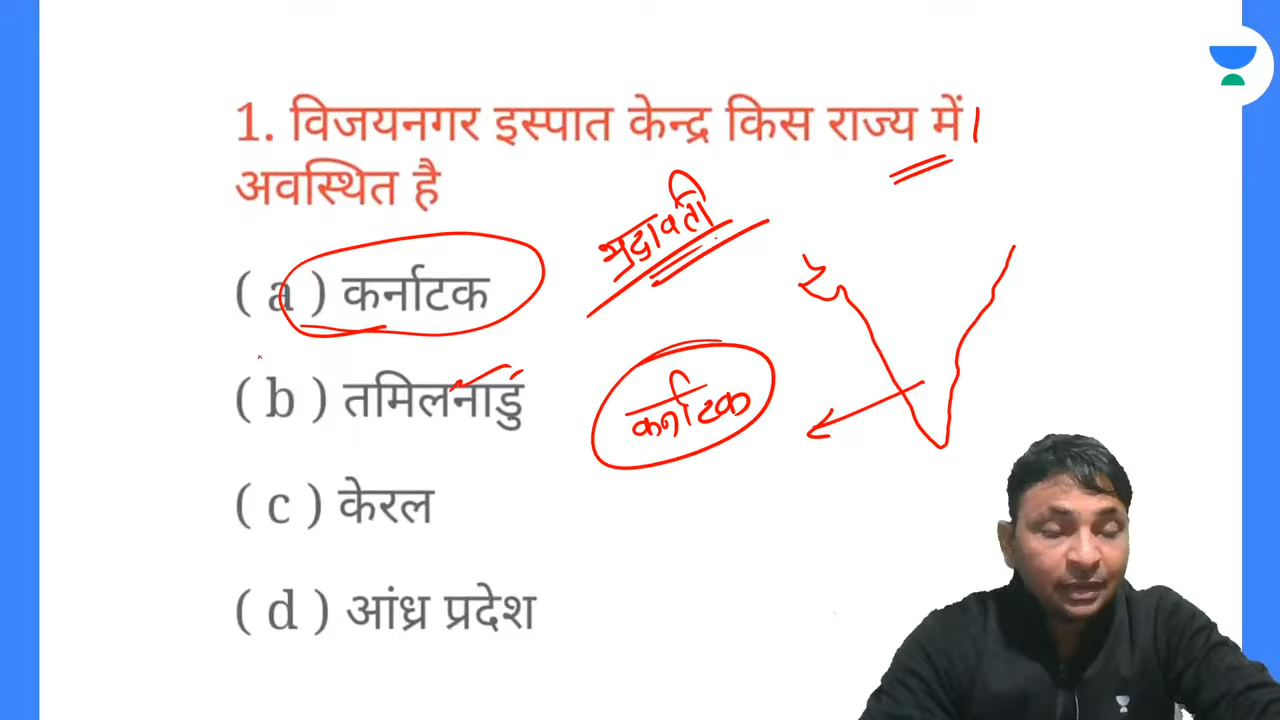 1. विजयनगर इस्पात केन्द्र किस राज्य में
अवस्थित है
( a ) कर्नाटक
भद्रावती
( b ) तमिलनाडु
कर्नाटक
( c ) केरल
( d ) आंध्र प्रदेश